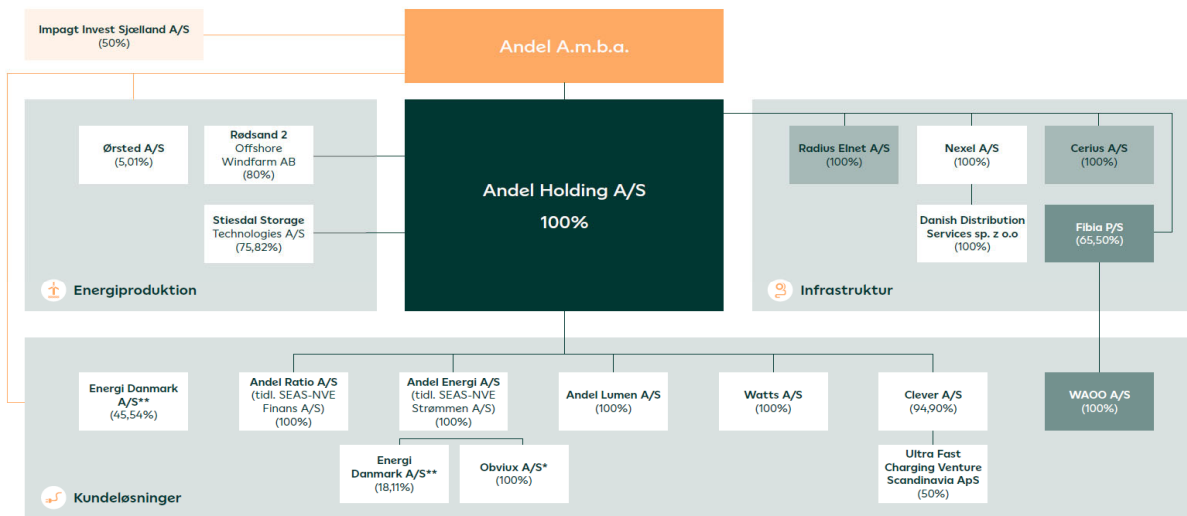 Impagt Invest Sjælland A/S
(50%)
Andel A.m.b.a.
Ørsted A/S
(5,01%)
Rødsand 2
Offshore
Windfarm AB
(80%)
Stiesdal Storage
Technologies A/S
(75,82%)
Energiproduktion
Andel Holding A/S
100%
Radius Elnet A/S
(100%)
Nexel A/S
(100%)
Cerius A/S
(100%)
Danish Distribution
Services sp. z o.o
(100%)
Fibia P/S
(65,50%)
Infrastruktur
Energi Danmark
A/S**
(45,54%)
Andel Ratio A/S
(tidl. SEAS-NVE
Finans A/S)
(100%)
Andel Energi A/S
(tidl. SEAS-NVE
Strømmen A/S)
(100%)
Andel Lumen A/S
(100%)
Watts A/S
(100%)
Clever A/S
(94,90%)
WAOO A/S
(100%)
Energi
Danmark A/S**
(18,11%)
Obviux A/S*
(100%)
Ultra Fast
Charging Venture
Scandinavia ApS
(50%)
Kundeløsninger